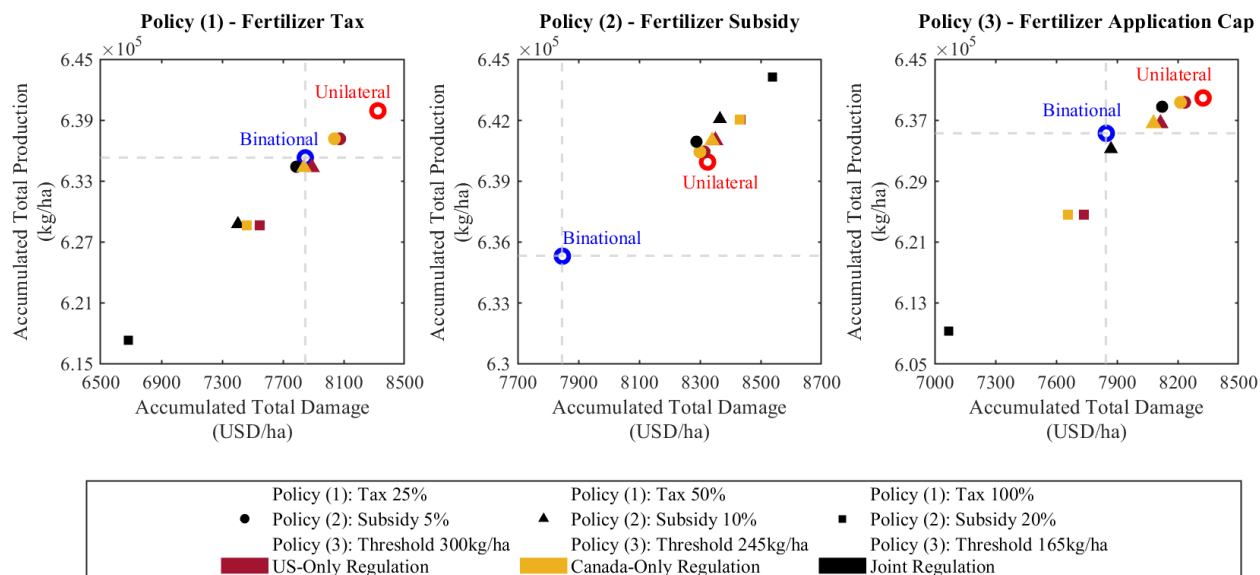 Policy (1) - Fertilizer Tax
×10⁵
6.45
6.39
6.33
6.27
6.21
6.15
Accumulated Total Production
(kg/ha)
Unilateral
Binational
6500 6900 7300 7700 8100 8500
Accumulated Total Damage
(USD/ha)
Policy (2) - Fertilizer Subsidy
×10⁵
6.45
6.42
6.39
6.36
6.33
6.3
Accumulated Total Production
(kg/ha)
Unilateral
Binational
7700 7900 8100 8300 8500 8700
Accumulated Total Damage
(USD/ha)
Policy (3) - Fertilizer Application Cap
×10⁵
6.45
6.37
6.29
6.21
6.13
6.05
Accumulated Total Production
(kg/ha)
Unilateral
Binational
7000 7300 7600 7900 8200 8500
Accumulated Total Damage
(USD/ha)
Policy (1): Tax 25% Policy (1): Tax 50% Policy (1): Tax 100%
Policy (2): Subsidy 5% Policy (2): Subsidy 10% Policy (2): Subsidy 20%
Policy (3): Threshold 300kg/ha Policy (3): Threshold 245kg/ha Policy (3): Threshold 165kg/ha
US-Only Regulation Canada-Only Regulation Joint Regulation